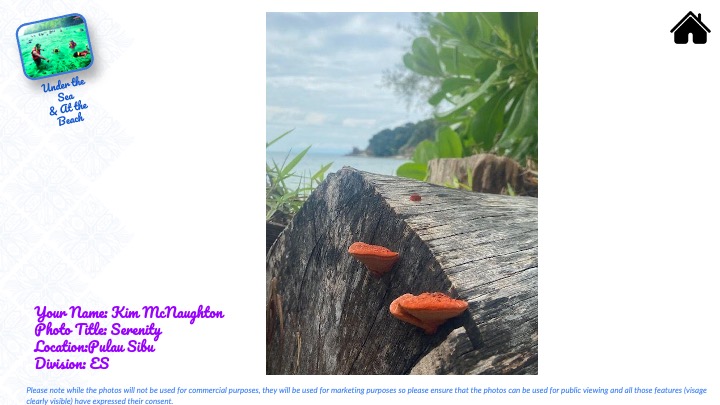 Under the
Sea
& At the
Beach
Your Name: Kim McNaughton
Photo Title: Serenity
Location:Pulau Sibu
Division: ES
Please note while the photos will not be used for commercial purposes, they will be used for marketing purposes so please ensure that the photos can be used for public viewing and all those features (visage
clearly visible) have expressed their consent.